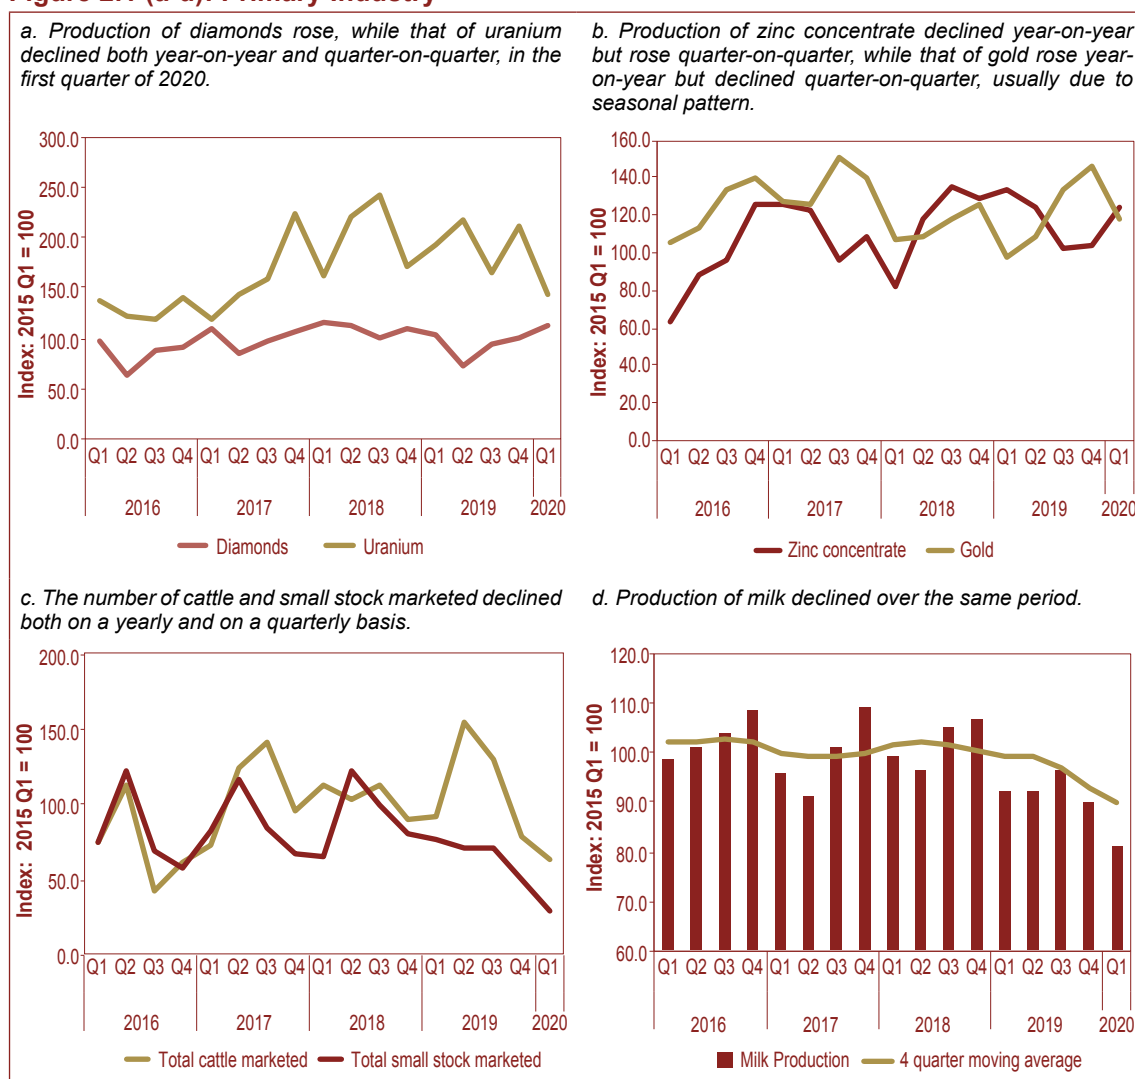 a. Production of diamonds rose, while that of uranium
declined both year-on-year and quarter-on-quarter, in the
first quarter of 2020.
300.0
250.0
200.0
150.0
100.0
50.0
0.0
Index: 2015 Q1 = 100
Q1 Q2 Q3 Q4 Q1 Q2 Q3 Q4 Q1 Q2 Q3 Q4 Q1 Q2 Q3 Q4 Q1
2016 2017 2018 2019 2020
Diamonds Uranium
b. Production of zinc concentrate declined year-on-year
but rose quarter-on-quarter, while that of gold rose year-
on-year but declined quarter-on-quarter, usually due to
seasonal pattern.
160.0
140.0
120.0
100.0
80.0
60.0
40.0
20.0
0.0
Index: 2015 Q1 = 100
Q1 Q2 Q3 Q4 Q1 Q2 Q3 Q4 Q1 Q2 Q3 Q4 Q1 Q2 Q3 Q4 Q1
2016 2017 2018 2019 2020
Zinc concentrate Gold
c. The number of cattle and small stock marketed declined
both on a yearly and on a quarterly basis.
200.0
150.0
100.0
50.0
0.0
Index: 2015 Q1 = 100
Q1 Q2 Q3 Q4 Q1 Q2 Q3 Q4 Q1 Q2 Q3 Q4 Q1 Q2 Q3 Q4 Q1
2016 2017 2018 2019 2020
Total cattle marketed Total small stock marketed
d. Production of milk declined over the same period.
120.0
110.0
100.0
90.0
80.0
70.0
60.0
Index: 2015 Q1 = 100
Q1 Q2 Q3 Q4 Q1 Q2 Q3 Q4 Q1 Q2 Q3 Q4 Q1 Q2 Q3 Q4 Q1
2016 2017 2018 2019 2020
Milk Production 4 quarter moving average